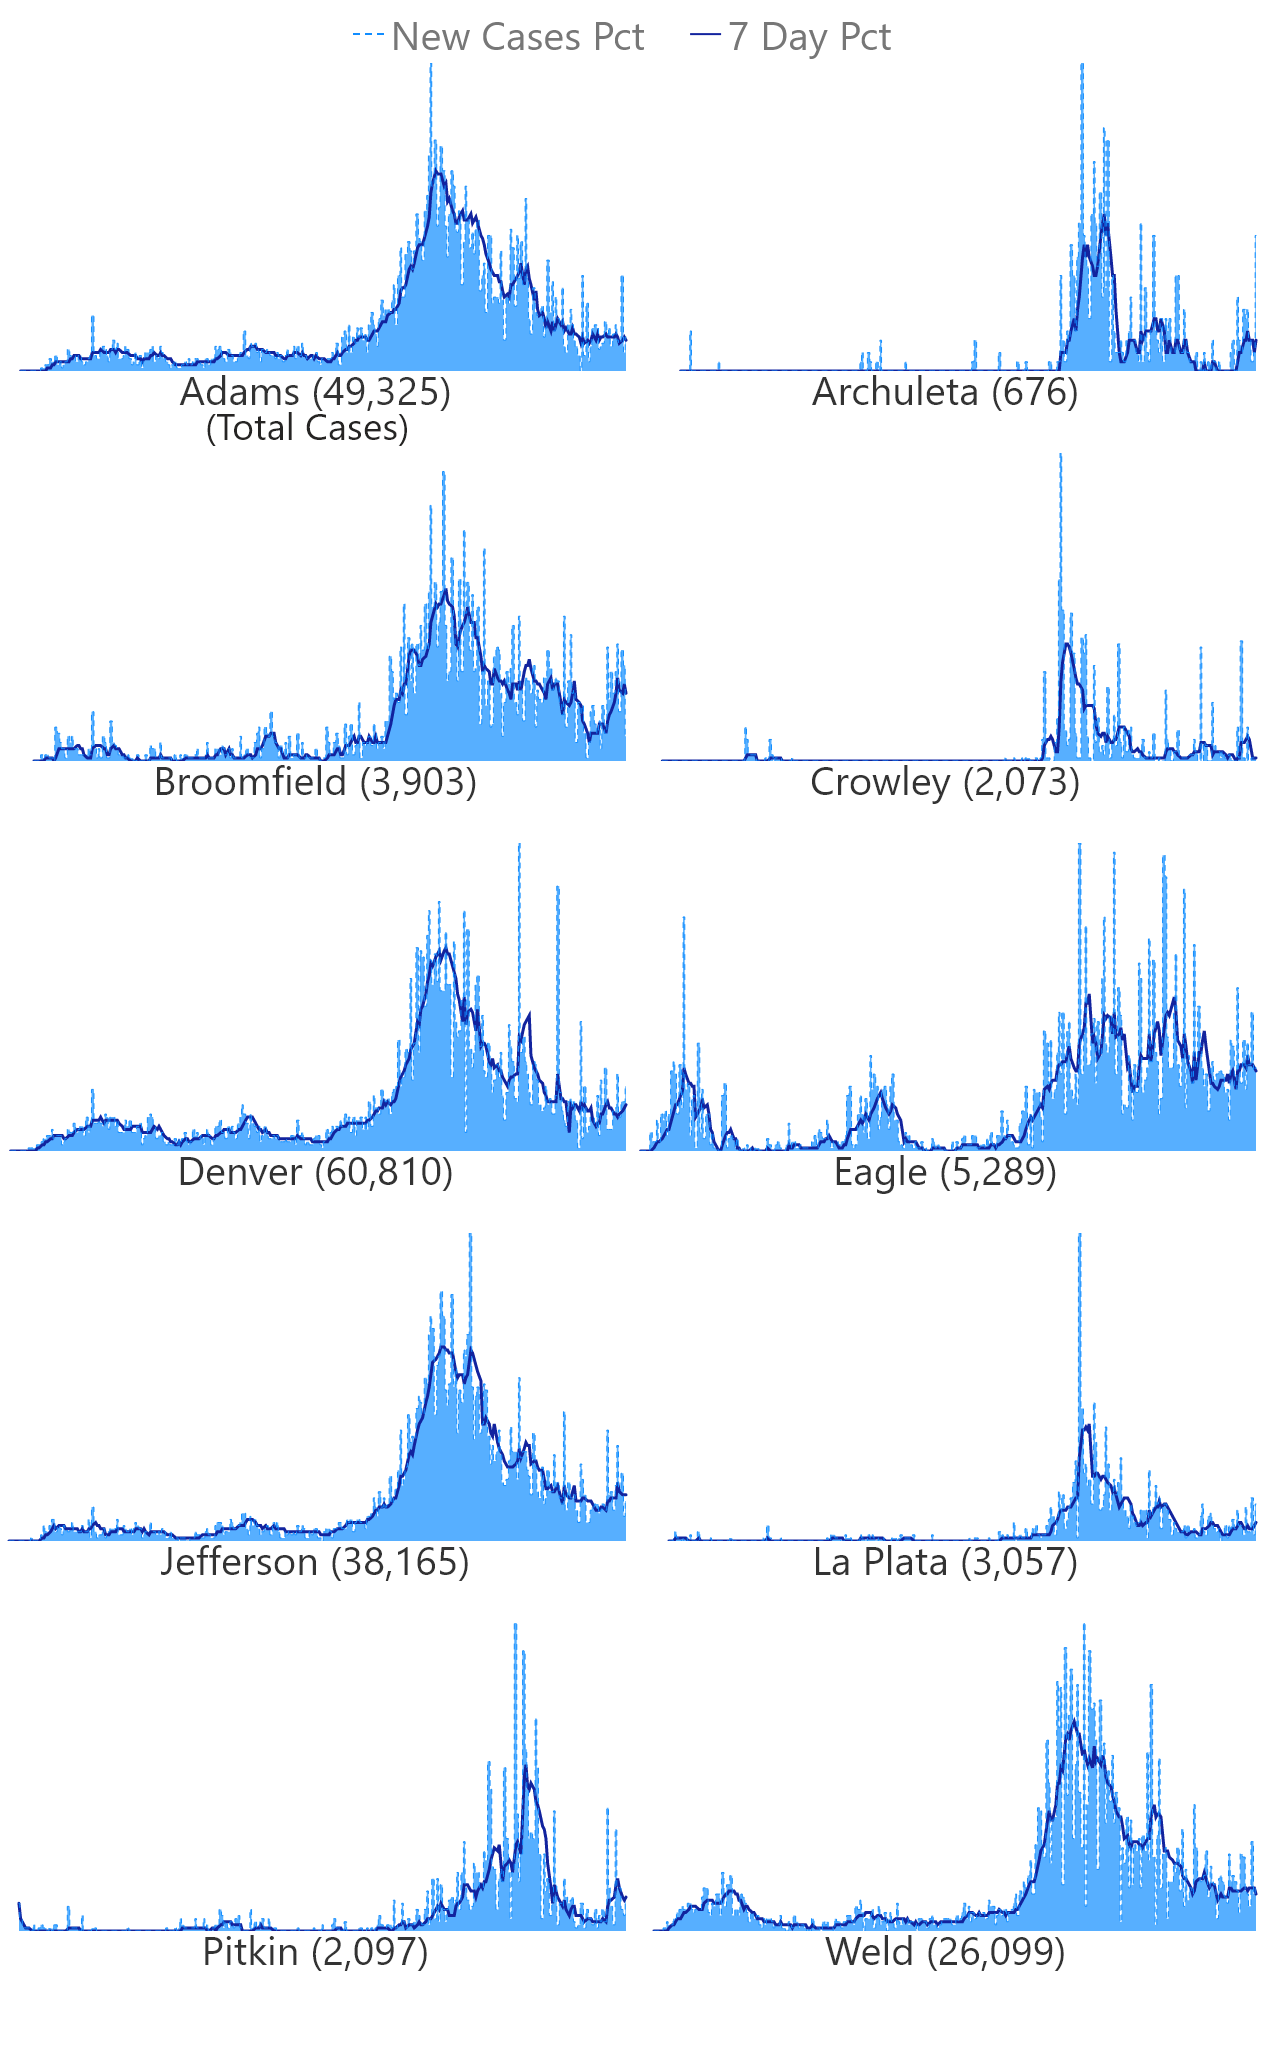 New Cases Pct 7 Day Pct
Adams (49,325) Archuleta (676)
(Total Cases)
Broomfield (3,903) Crowley (2,073)
Denver (60,810) Eagle (5,289)
Jefferson (38,165) La Plata (3,057)
Pitkin (2,097) Weld (26,099)